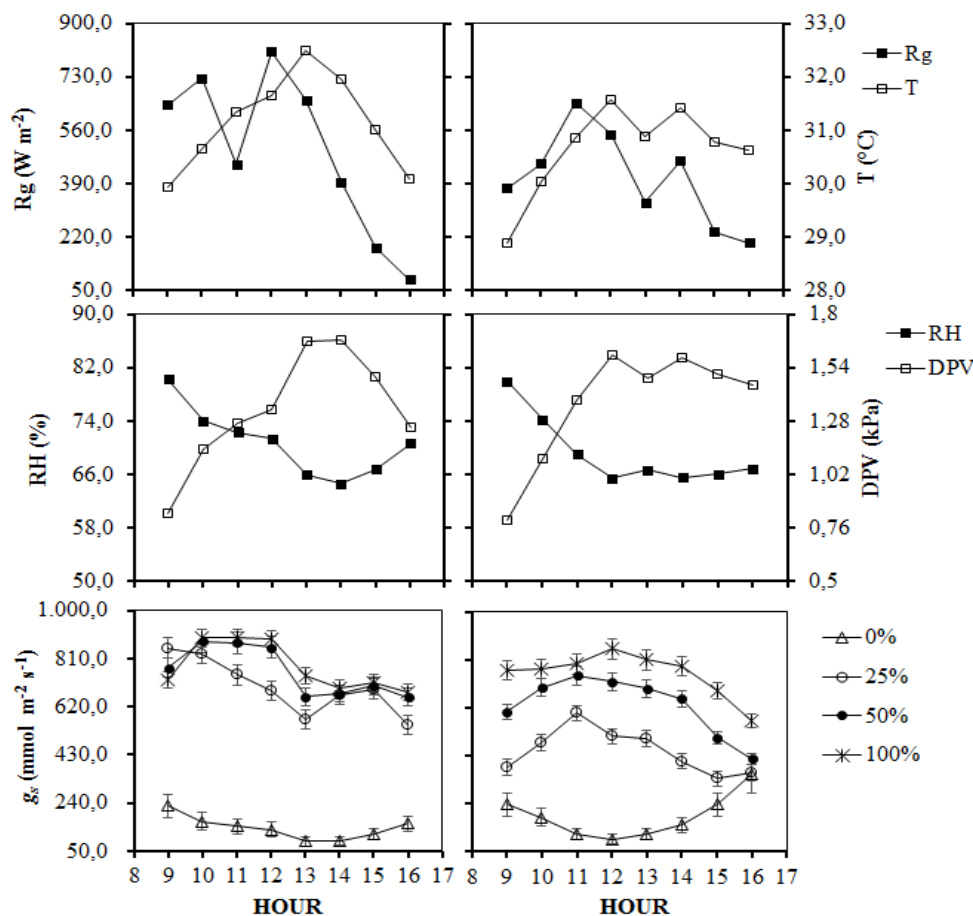 900,0
730,0
560,0
390,0
220,0
50,0
Rg (W m-2)
33,0
32,0
31,0
30,0
29,0
28,0
T (°C)
Rg
T
90,0
82,0
74,0
66,0
58,0
50,0
RH (%)
1,8
1,54
1,28
1,02
0,76
0,5
DPV (kPa)
RH
DPV
1.000,0
810,0
620,0
430,0
240,0
50,0
gs (mmol m-2 s-1)
0%
25%
50%
100%
8 9 10 11 12 13 14 15 16 17
8 9 10 11 12 13 14 15 16 17
HOUR
HOUR